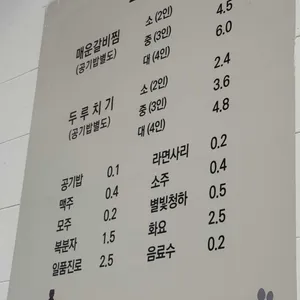 소 (2인) 4.5
매운갈비찜 중 (3인) 6.0
(공기밥별도) 대 (4인)
소 (2인) 2.4
두루치기 중 (3인) 3.6
(공기밥별도) 대 (4인) 4.8
공기밥 0.1 라면사리 0.2
맥주 0.4 소주 0.4
모주 0.2 별빛청하 0.5
복분자 1.5 화요 2.5
일품진로 2.5 음료수 0.2